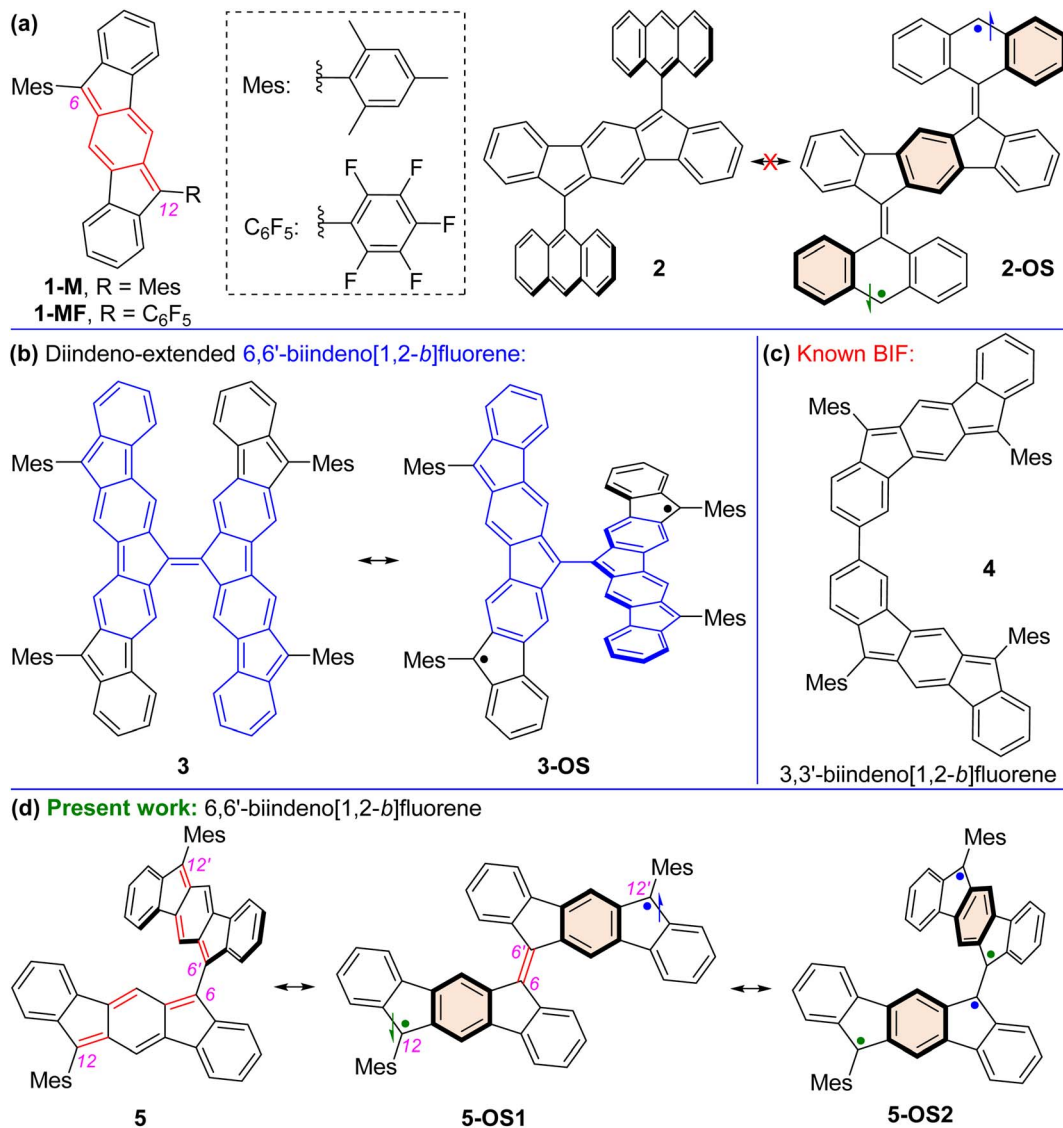 (a)
Mes
6
12
R
1-M, R = Mes
1-MF, R = C6F5
Mes:
C6F5:
F
F
F
F
F
2
X
2-OS
(b) Diindeno-extended 6,6'-biindeno[1,2-b]fluorene:
Mes
Mes
Mes
Mes
3
Mes
Mes
Mes
Mes
3-OS
(c) Known BIF:
Mes
Mes
4
Mes
Mes
3,3'-biindeno[1,2-b]fluorene
(d) Present work: 6,6'-biindeno[1,2-b]fluorene
Mes
12'
6'
6
12
Mes
5
Mes
12'
6'
6
12
Mes
5-OS1
Mes
Mes
5-OS2